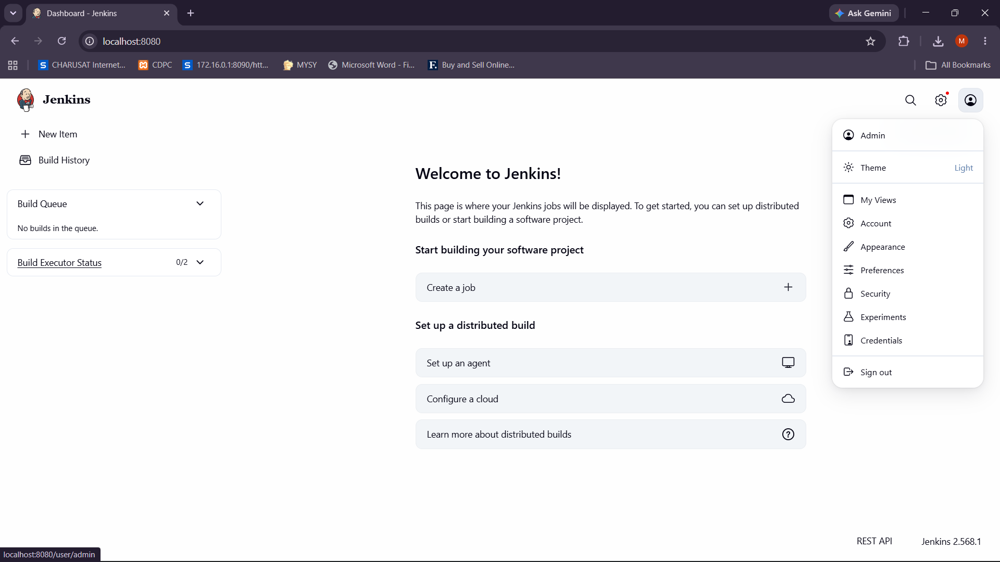 Dashboard - Jenkins
Ask Gemini
localhost:8080
M
CHARUSAT Internet...
CDPC
172.16.0.1:8090/htt...
MYSY
Microsoft Word - Fi...
Buy and Sell Online...
All Bookmarks
Jenkins
New Item
Build History
Build Queue
No builds in the queue.
Build Executor Status 0/2
Welcome to Jenkins!
This page is where your Jenkins jobs will be displayed. To get started, you can set up distributed
builds or start building a software project.
Start building your software project
Create a job
Set up a distributed build
Set up an agent
Configure a cloud
Learn more about distributed builds
Admin
Theme Light
My Views
Account
Appearance
Preferences
Security
Experiments
Credentials
Sign out
REST API
Jenkins 2.568.1
localhost:8080/user/admin